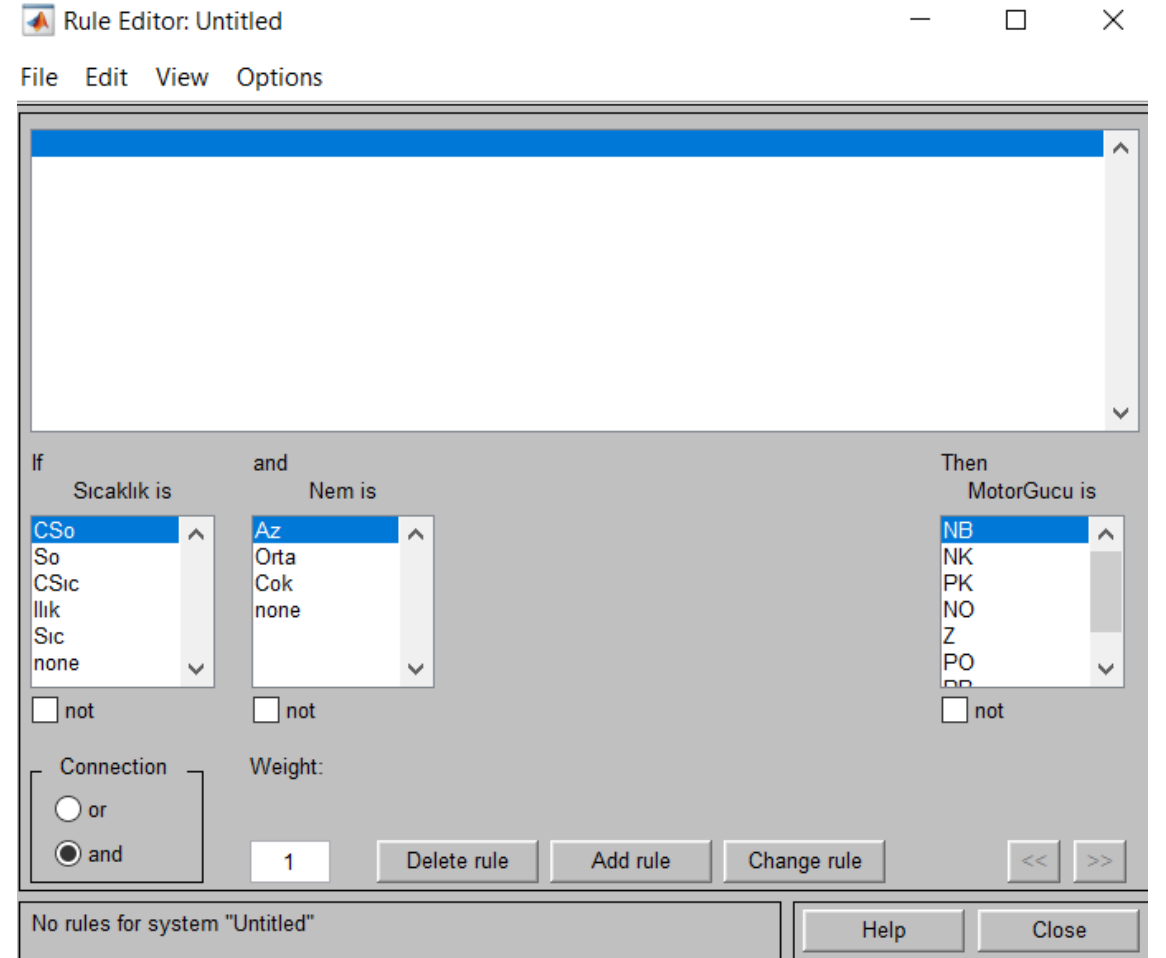 Rule Editor: Untitled
File Edit View Options
If and Then
Sıcaklık is Nem is MotorGucu is
CSo
So
CSıc
Ilık
Sıc
none
Az
Orta
Cok
none
NB
NK
PK
NO
Z
PO
not not not
Connection
or
and
Weight:
1
Delete rule Add rule Change rule << >>
No rules for system "Untitled"
Help Close